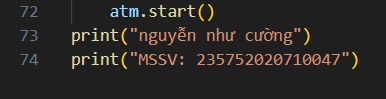 72 atm.start()
73 print("nguyễn như cường")
74 print("MSSV: 235752020710047")